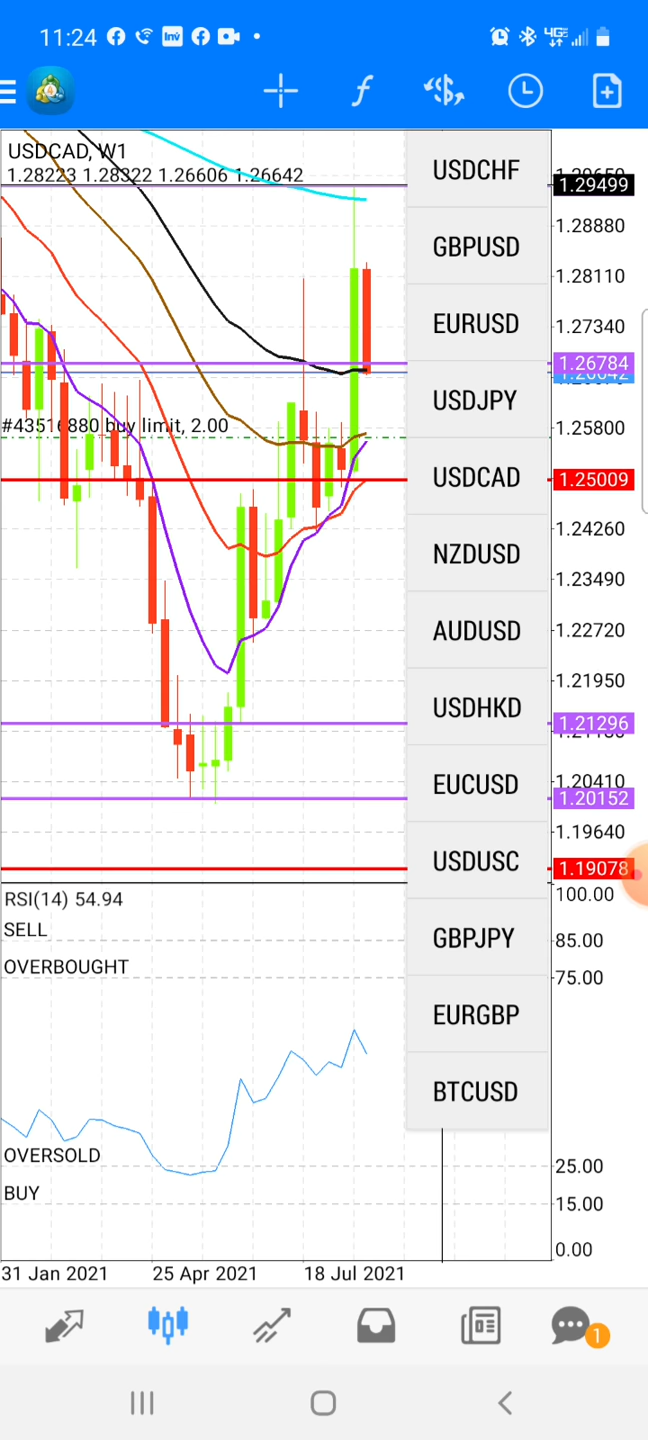 11:24
4G
USDCAD, W1
1.28223 1.28322 1.26606 1.26642
USDCHF
GBPUSD
EURUSD
USDJPY
USDCAD
NZDUSD
AUDUSD
USDHKD
EUCUSD
USDUSC
GBPJPY
EURGBP
BTCUSD
1.29499
1.28880
1.28110
1.27340
1.26784
1.25800
1.25009
1.24260
1.23490
1.22720
1.21950
1.21296
1.20410
1.20152
1.19640
1.19078
#43516880 buy limit, 2.00
RSI(14) 54.94
SELL
OVERBOUGHT
OVERSOLD
BUY
100.00
85.00
75.00
25.00
15.00
0.00
31 Jan 2021
25 Apr 2021
18 Jul 2021
1